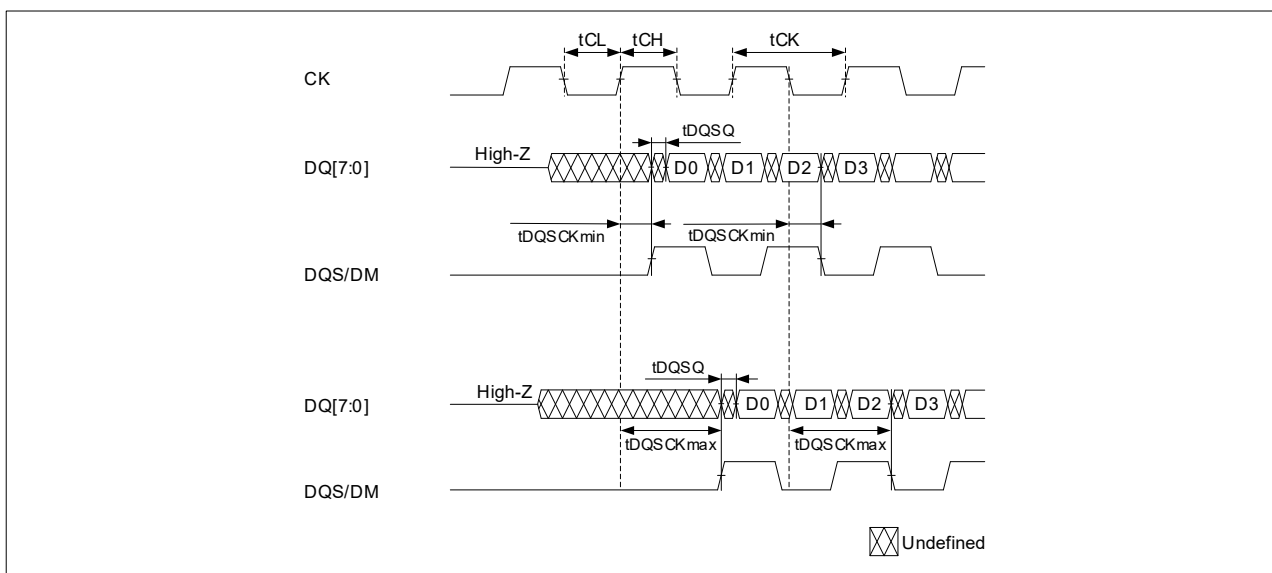 tCL tCH tCK
CK
tDQSQ
High-Z
DQ[7:0] D0 D1 D2 D3
tDQSCKmin tDQSCKmin
DQS/DM
tDQSQ
High-Z
DQ[7:0] D0 D1 D2 D3
tDQSCKmax tDQSCKmax
DQS/DM
Undefined